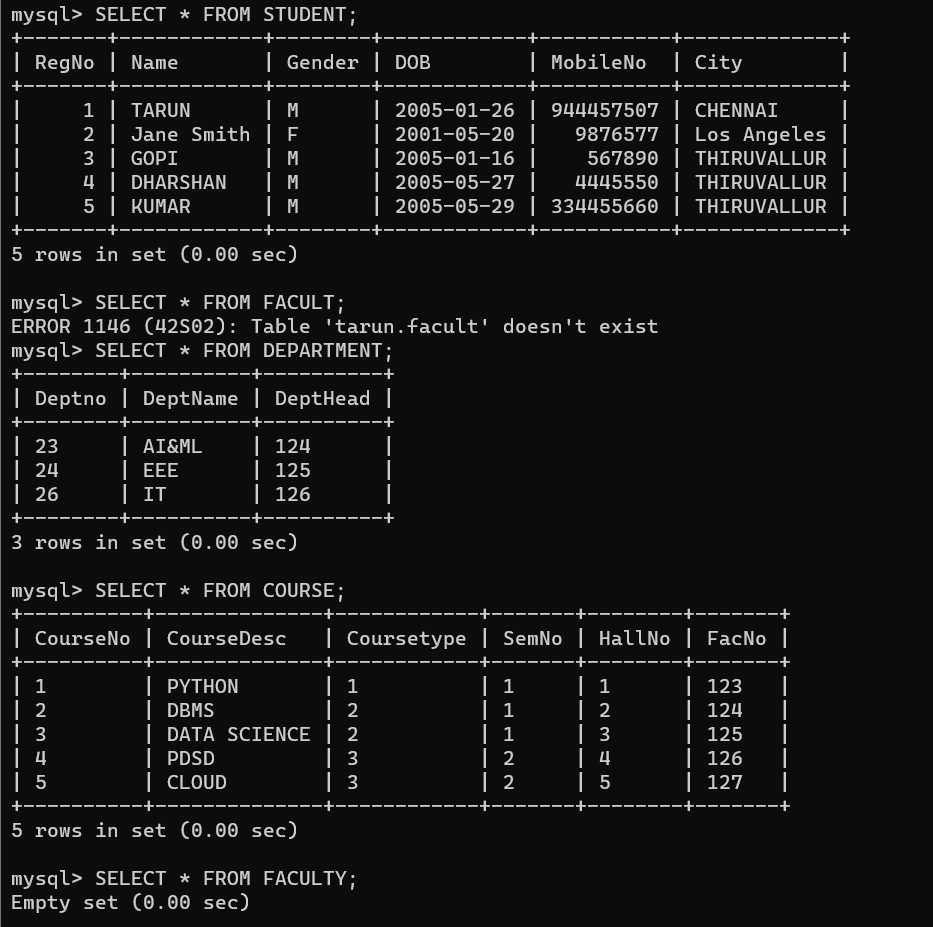 mysql> SELECT * FROM STUDENT;
+-------+------------+--------+------------+-----------+-------------+
| RegNo | Name       | Gender | DOB        | MobileNo  | City        |
+-------+------------+--------+------------+-----------+-------------+
|     1 | TARUN      | M      | 2005-01-26 | 944457507 | CHENNAI     |
|     2 | Jane Smith | F      | 2001-05-20 |   9876577 | Los Angeles |
|     3 | GOPI       | M      | 2005-01-16 |    567890 | THIRUVALLUR |
|     4 | DHARSHAN   | M      | 2005-05-27 |   4445550 | THIRUVALLUR |
|     5 | KUMAR      | M      | 2005-05-29 | 334455660 | THIRUVALLUR |
+-------+------------+--------+------------+-----------+-------------+
5 rows in set (0.00 sec)

mysql> SELECT * FROM FACULT;
ERROR 1146 (42S02): Table 'tarun.facult' doesn't exist
mysql> SELECT * FROM DEPARTMENT;
+--------+----------+----------+
| Deptno | DeptName | DeptHead |
+--------+----------+----------+
| 23     | AI&ML    | 124      |
| 24     | EEE      | 125      |
| 26     | IT       | 126      |
+--------+----------+----------+
3 rows in set (0.00 sec)

mysql> SELECT * FROM COURSE;
+----------+--------------+------------+-------+--------+-------+
| CourseNo | CourseDesc   | Coursetype | SemNo | HallNo | FacNo |
+----------+--------------+------------+-------+--------+-------+
| 1        | PYTHON       | 1          | 1     | 1      | 123   |
| 2        | DBMS         | 2          | 1     | 2      | 124   |
| 3        | DATA SCIENCE | 2          | 1     | 3      | 125   |
| 4        | PDSD         | 3          | 2     | 4      | 126   |
| 5        | CLOUD        | 3          | 2     | 5      | 127   |
+----------+--------------+------------+-------+--------+-------+
5 rows in set (0.00 sec)

mysql> SELECT * FROM FACULTY;
Empty set (0.00 sec)